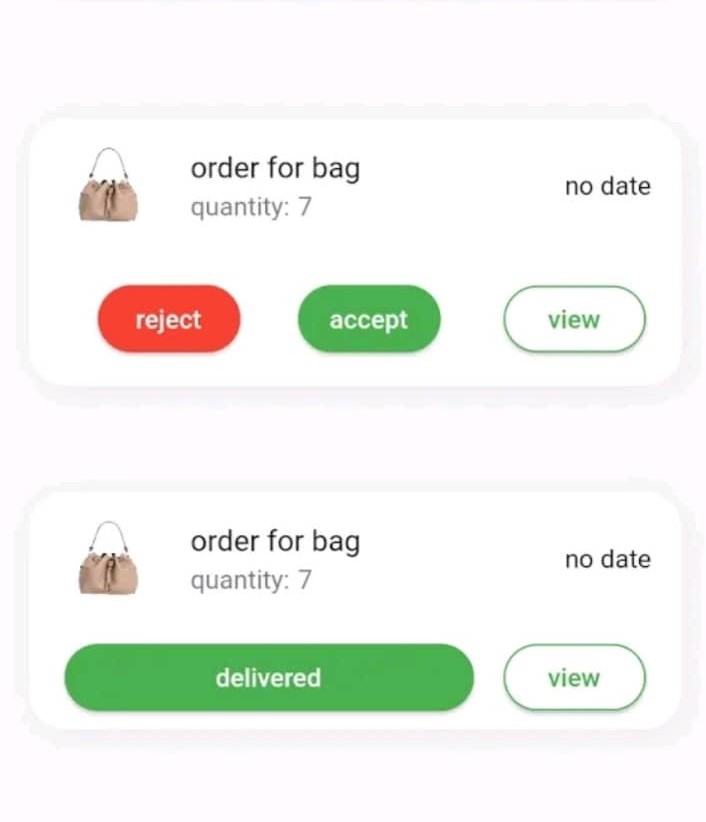 order for bag
quantity: 7
no date
reject
accept
view
order for bag
quantity: 7
no date
delivered
view